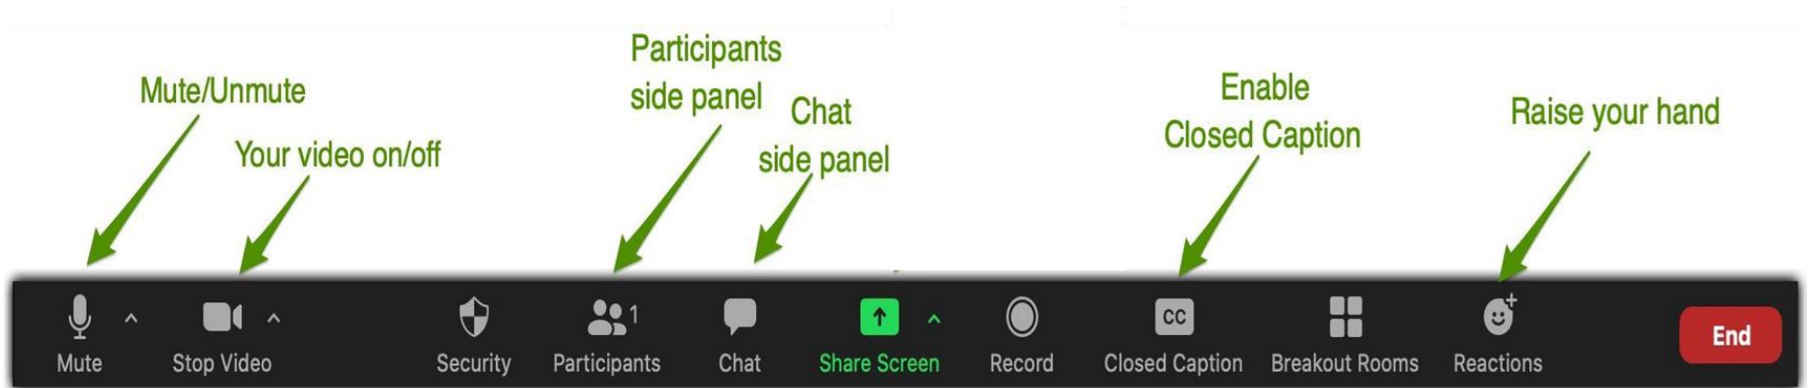 Participants
side panel
Mute/Unmute
Chat
side panel
Enable
Closed Caption
Raise your hand
Your video on/off
1
CC
Mute
Stop Video
Security
Participants
Chat
Share Screen
Record
Closed Caption
Breakout Rooms
Reactions
End